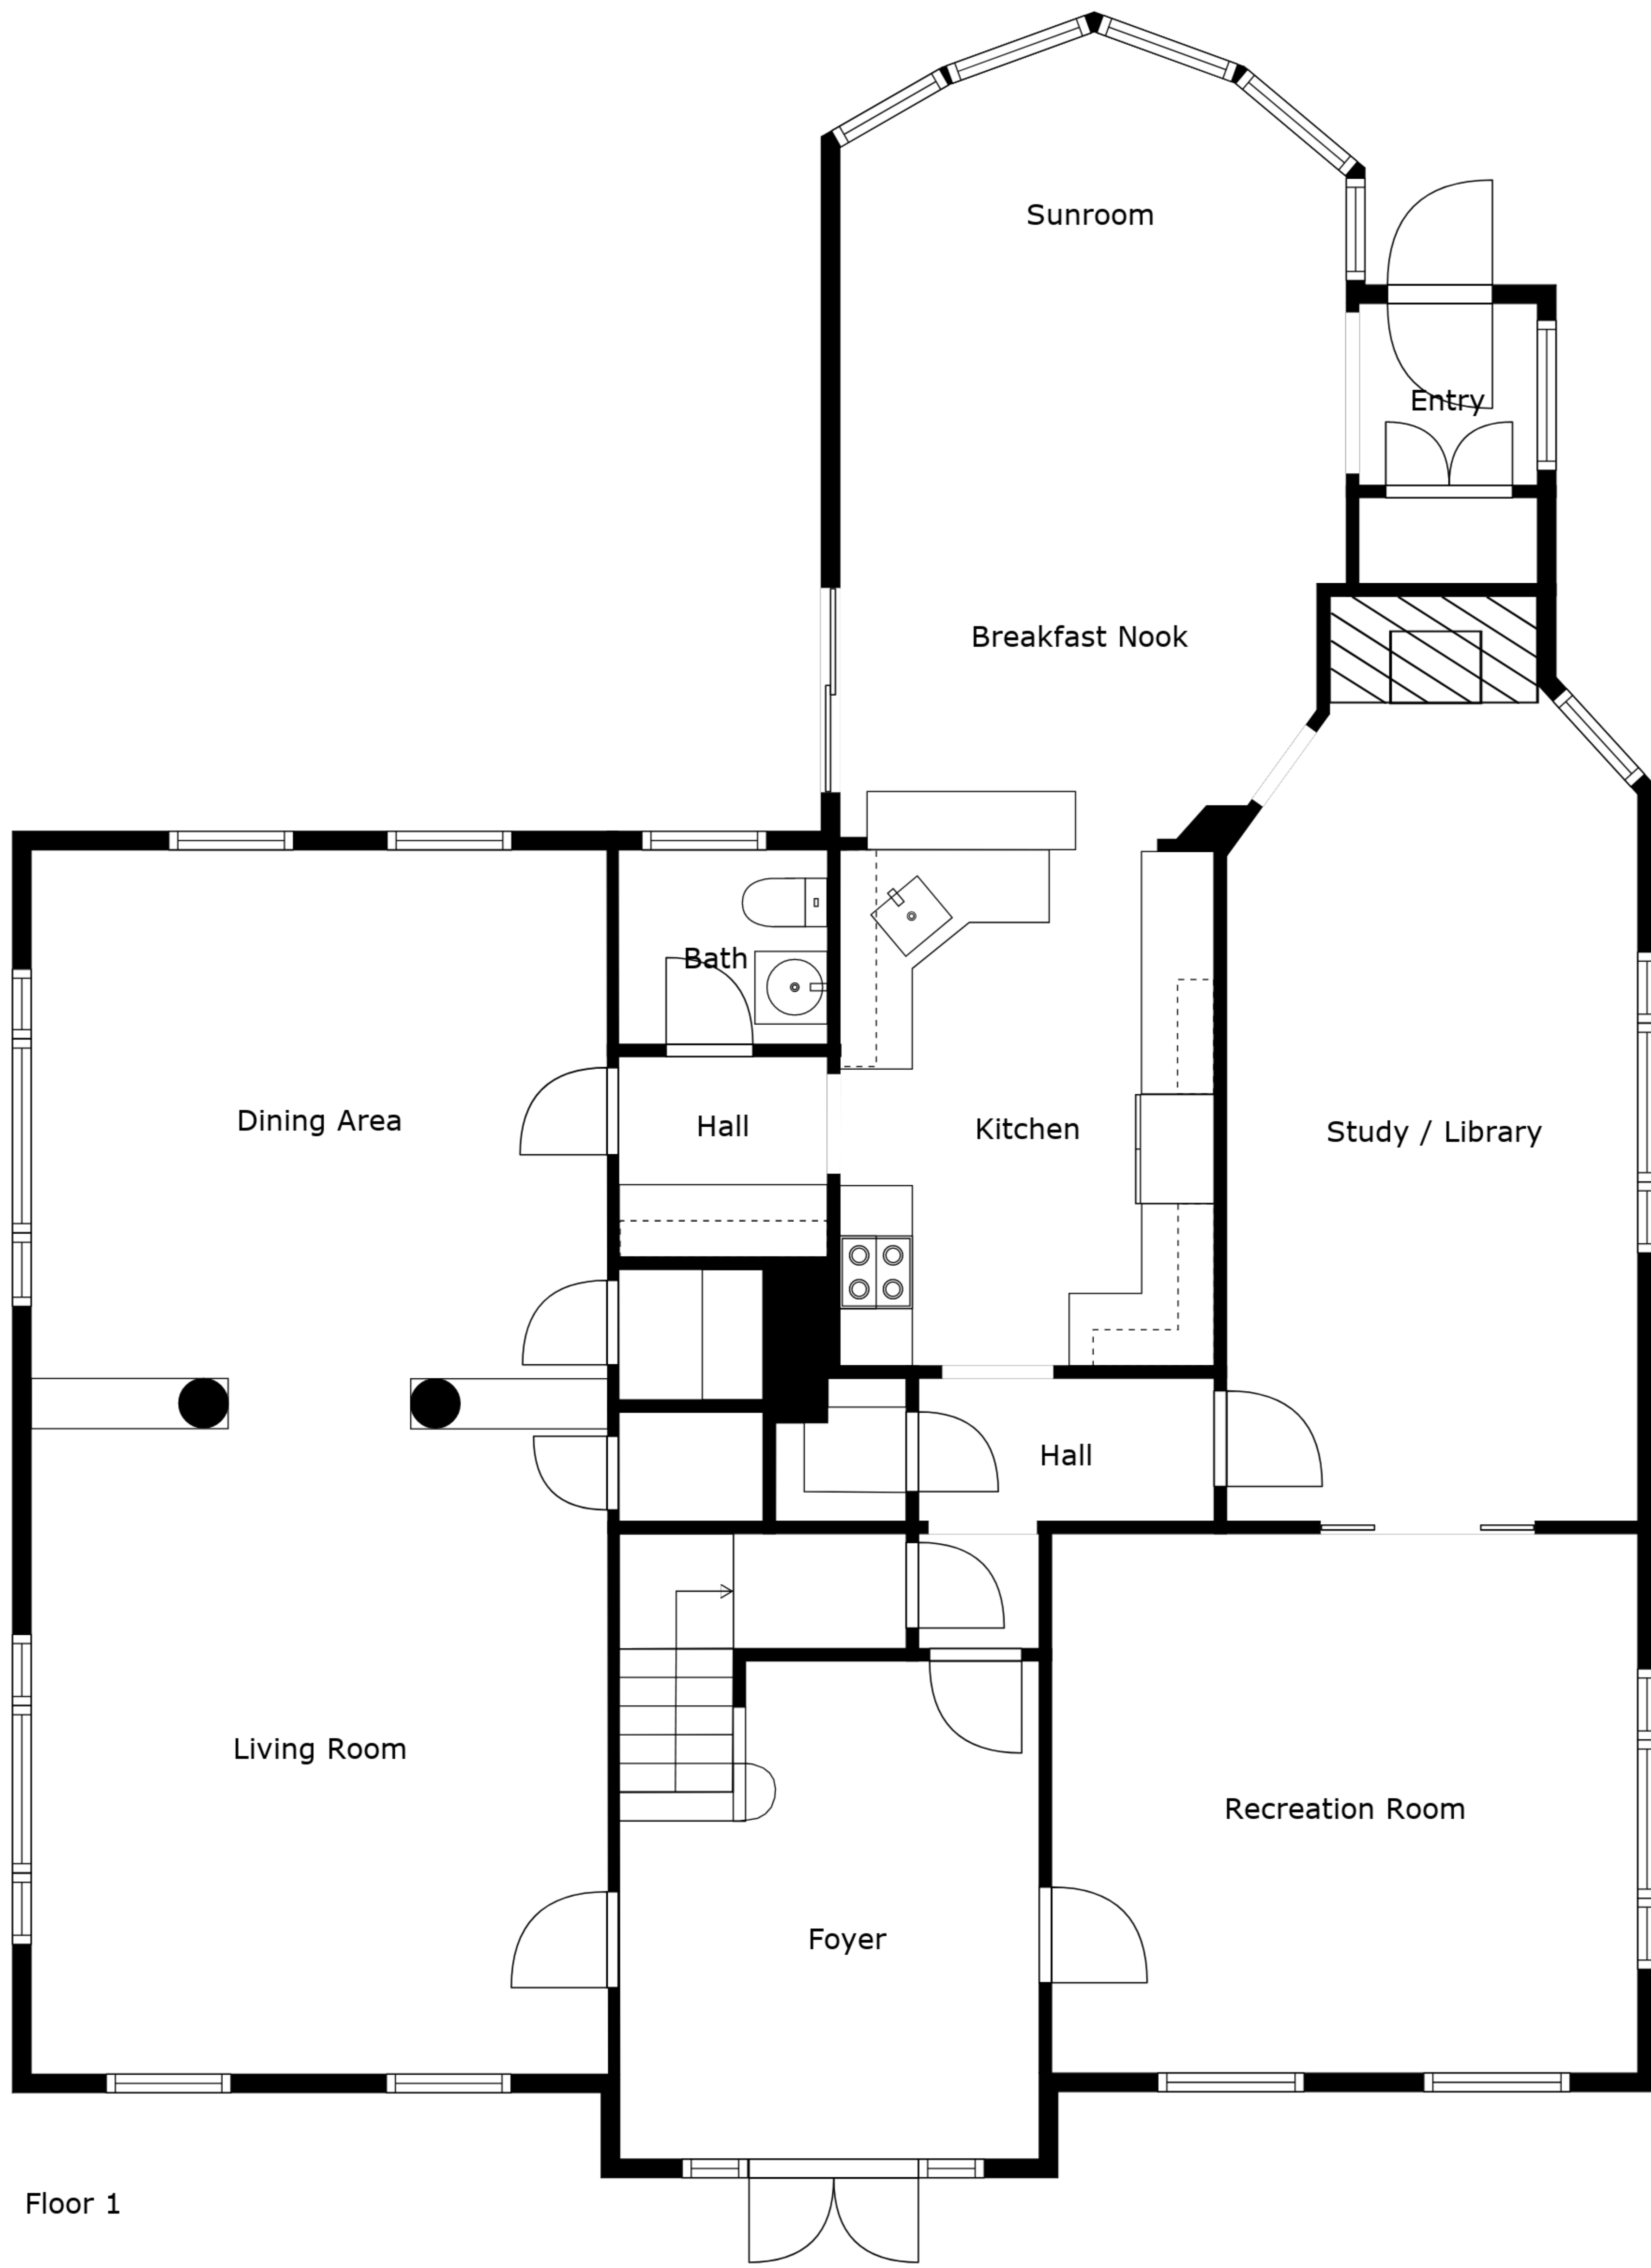 Sunroom
Entry
Breakfast Nook
Bath
Dining Area
Hall
Kitchen
Study / Library
Hall
Living Room
Recreation Room
Foyer
Floor 1